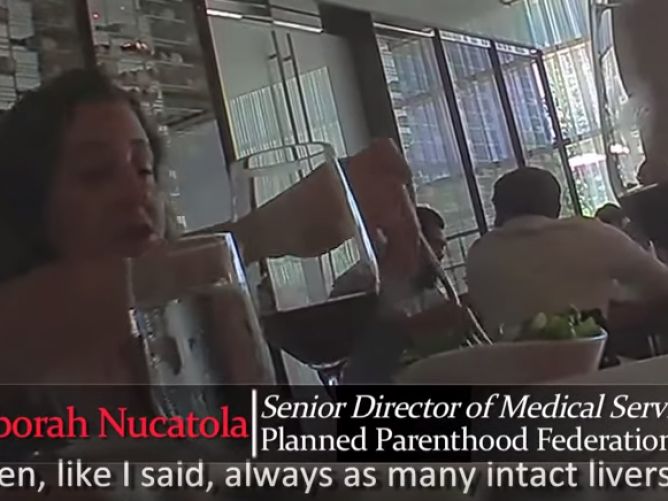 borah Nucatola
Senior Director of Medical Serv
Planned Parenthood Federation
en, like I said, always as many intact livers